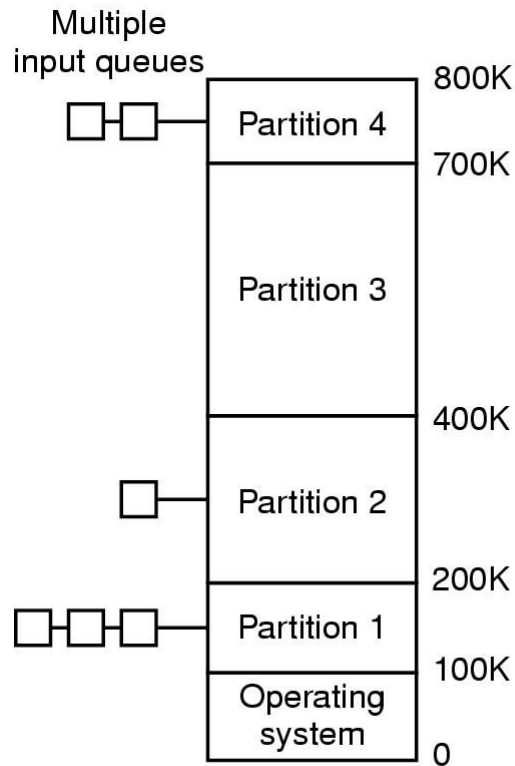 Multiple
input queues
800K
Partition 4
700K
Partition 3
400K
Partition 2
200K
Partition 1
100K
Operating
system
0